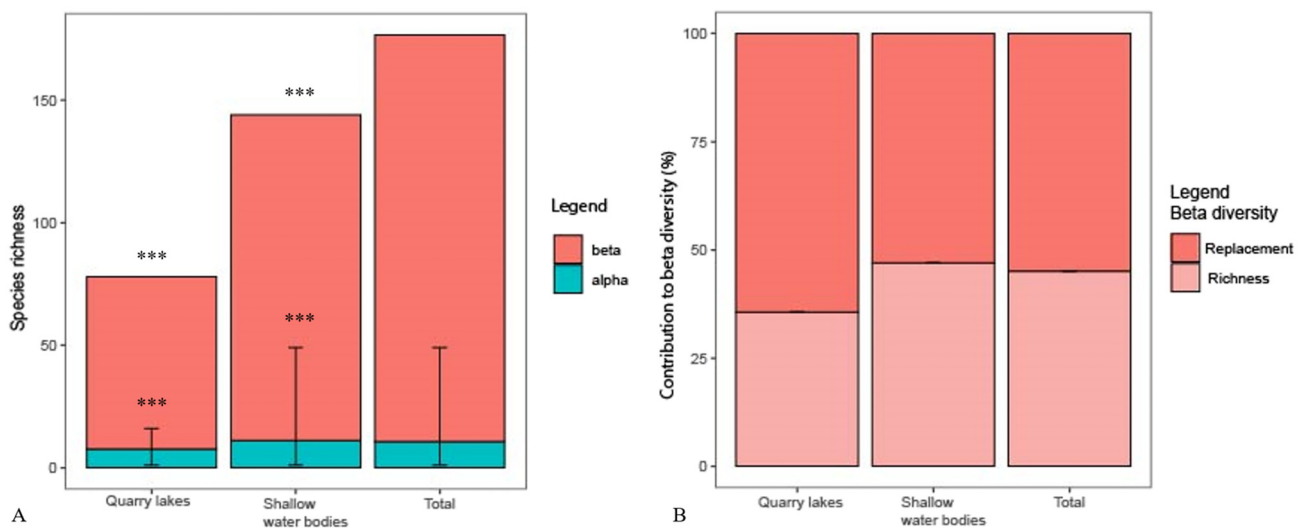 Species richness
150
100
50
0
***
***
***
***
Quarry lakes
Shallow
water bodies
Total
Legend
beta
alpha
A
Contribution to beta diversity (%)
100
75
50
25
0
Quarry lakes
Shallow
water bodies
Total
Legend
Beta diversity
Replacement
Richness
B